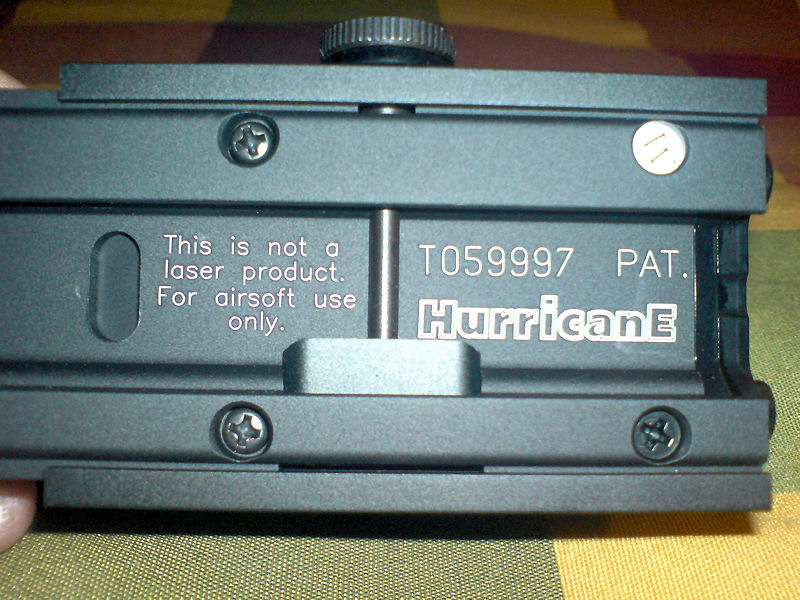 This is not a
laser product.
For airsoft use
only.
T059997 PAT.
HurricanE